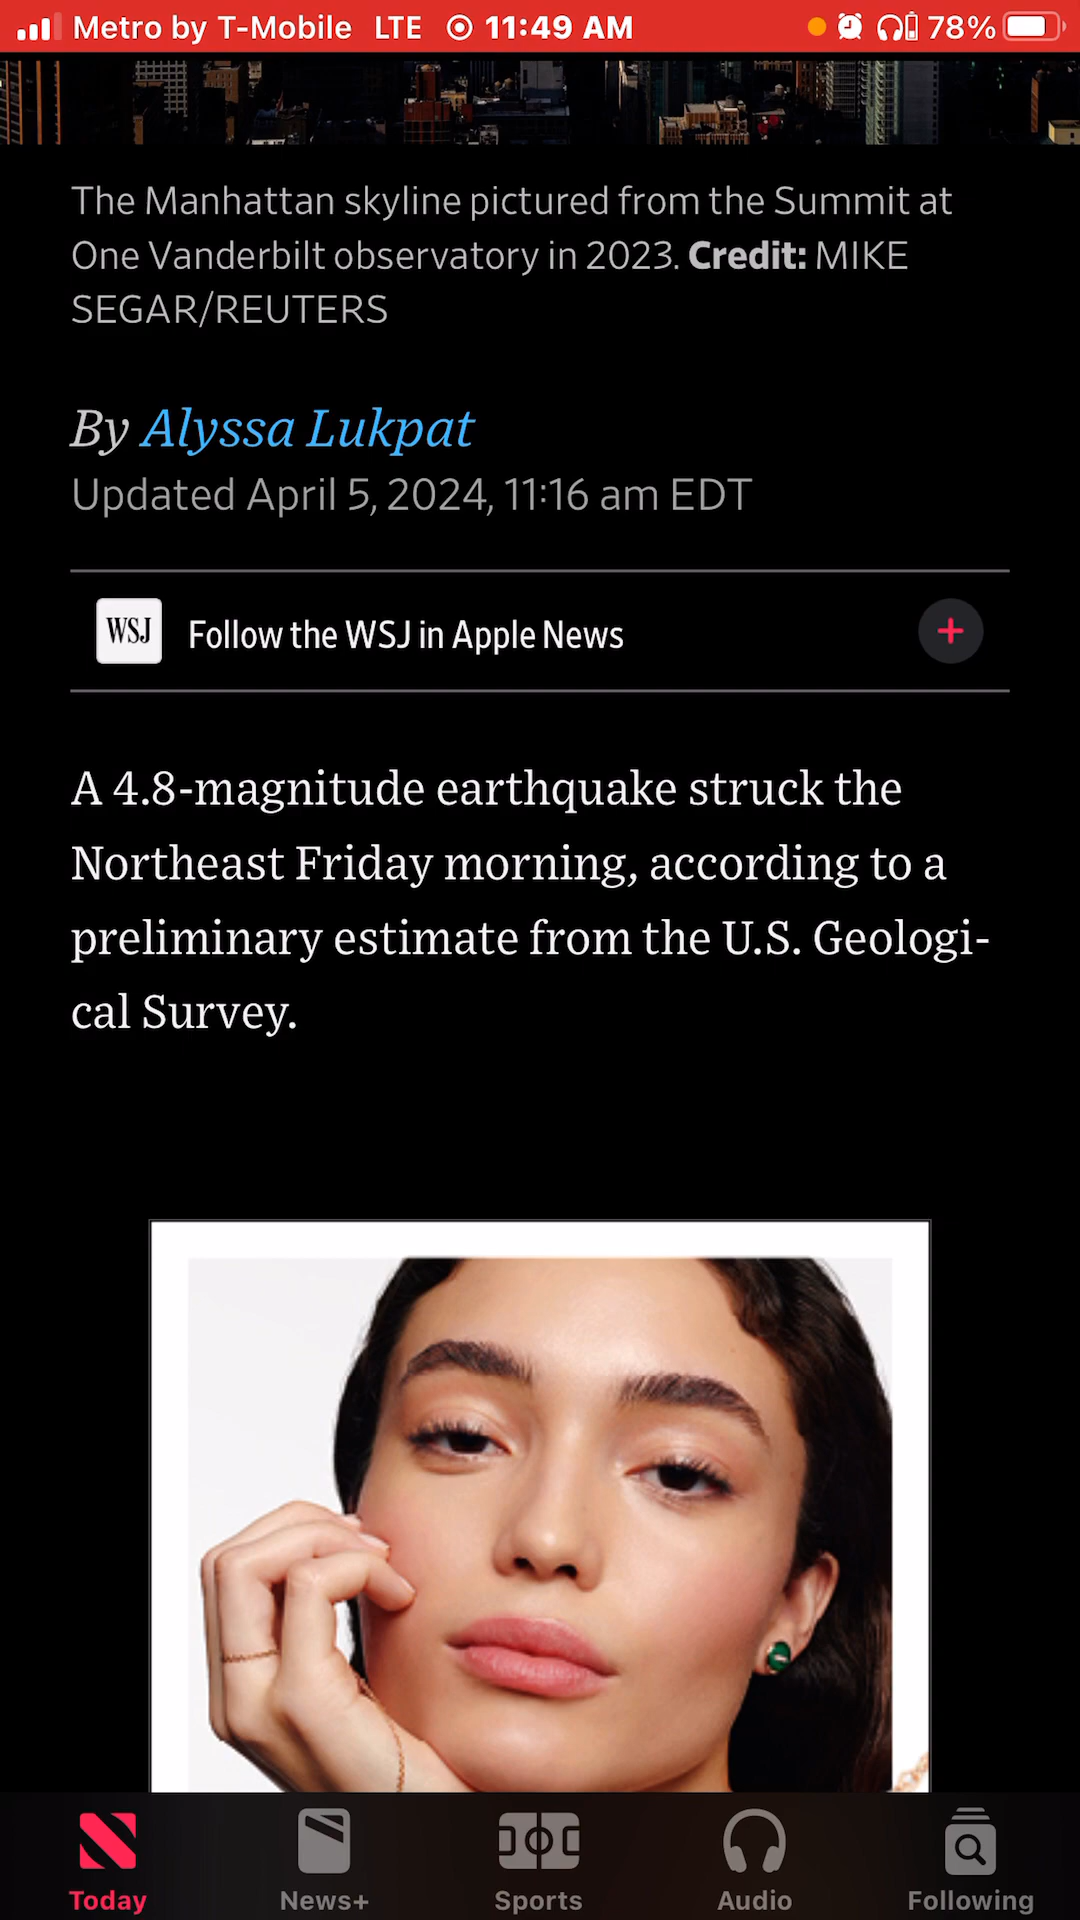 Metro by T-Mobile LTE 11:49 AM 78%
The Manhattan skyline pictured from the Summit at
One Vanderbilt observatory in 2023. Credit: MIKE
SEGAR/REUTERS
By Alyssa Lukpat
Updated April 5, 2024, 11:16 am EDT
WSJ Follow the WSJ in Apple News +
A 4.8-magnitude earthquake struck the
Northeast Friday morning, according to a
preliminary estimate from the U.S. Geologi-
cal Survey.
Today News+ Sports Audio Following